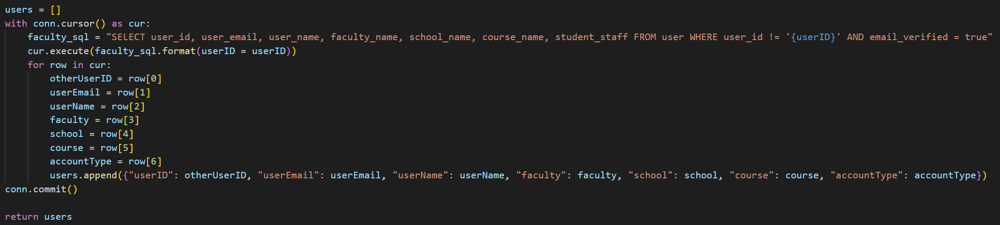 users = []
with conn.cursor() as cur:
    faculty_sql = "SELECT user_id, user_email, user_name, faculty_name, school_name, course_name, student_staff FROM user WHERE user_id != '{userID}' AND email_verified = true"
    cur.execute(faculty_sql.format(userID = userID))
    for row in cur:
        otherUserID = row[0]
        userEmail = row[1]
        userName = row[2]
        faculty = row[3]
        school = row[4]
        course = row[5]
        accountType = row[6]
        users.append({"userID": otherUserID, "userEmail": userEmail, "userName": userName, "faculty": faculty, "school": school, "course": course, "accountType": accountType})
conn.commit()
return users